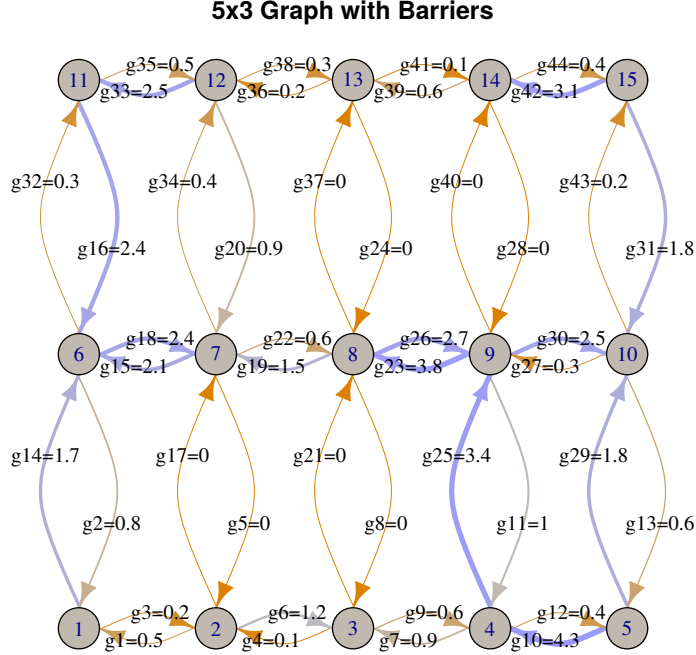 5x3 Graph with Barriers
g35=0.5 g38=0.3 g41=0.1 g44=0.4
11 12 13 14 15
g33=2.5 g36=0.2 g39=0.6 g42=3.1
g32=0.3 g34=0.4 g37=0 g40=0 g43=0.2
g16=2.4 g20=0.9 g24=0 g28=0 g31=1.8
g18=2.4 g22=0.6 g26=2.7 g30=2.5
6 7 8 9 10
g15=2.1 g19=1.5 g23=3.8 g27=0.3
g14=1.7 g17=0 g21=0 g25=3.4 g29=1.8
g2=0.8 g5=0 g8=0 g11=1 g13=0.6
g3=0.2 g6=1.2 g9=0.6 g12=0.4
1 2 3 4 5
g1=0.5 g4=0.1 g7=0.9 g10=4.3